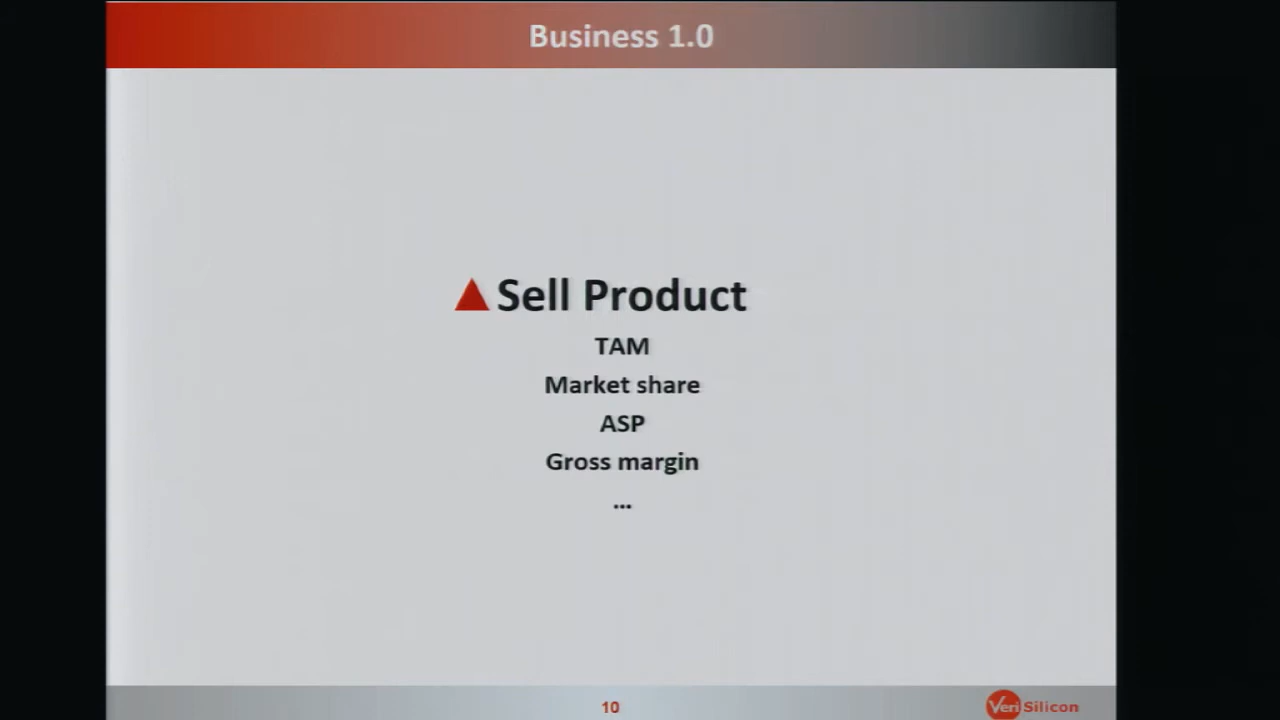 Business 1.0
Sell Product
TAM
Market share
ASP
Gross margin
...
10
VeriSilicon